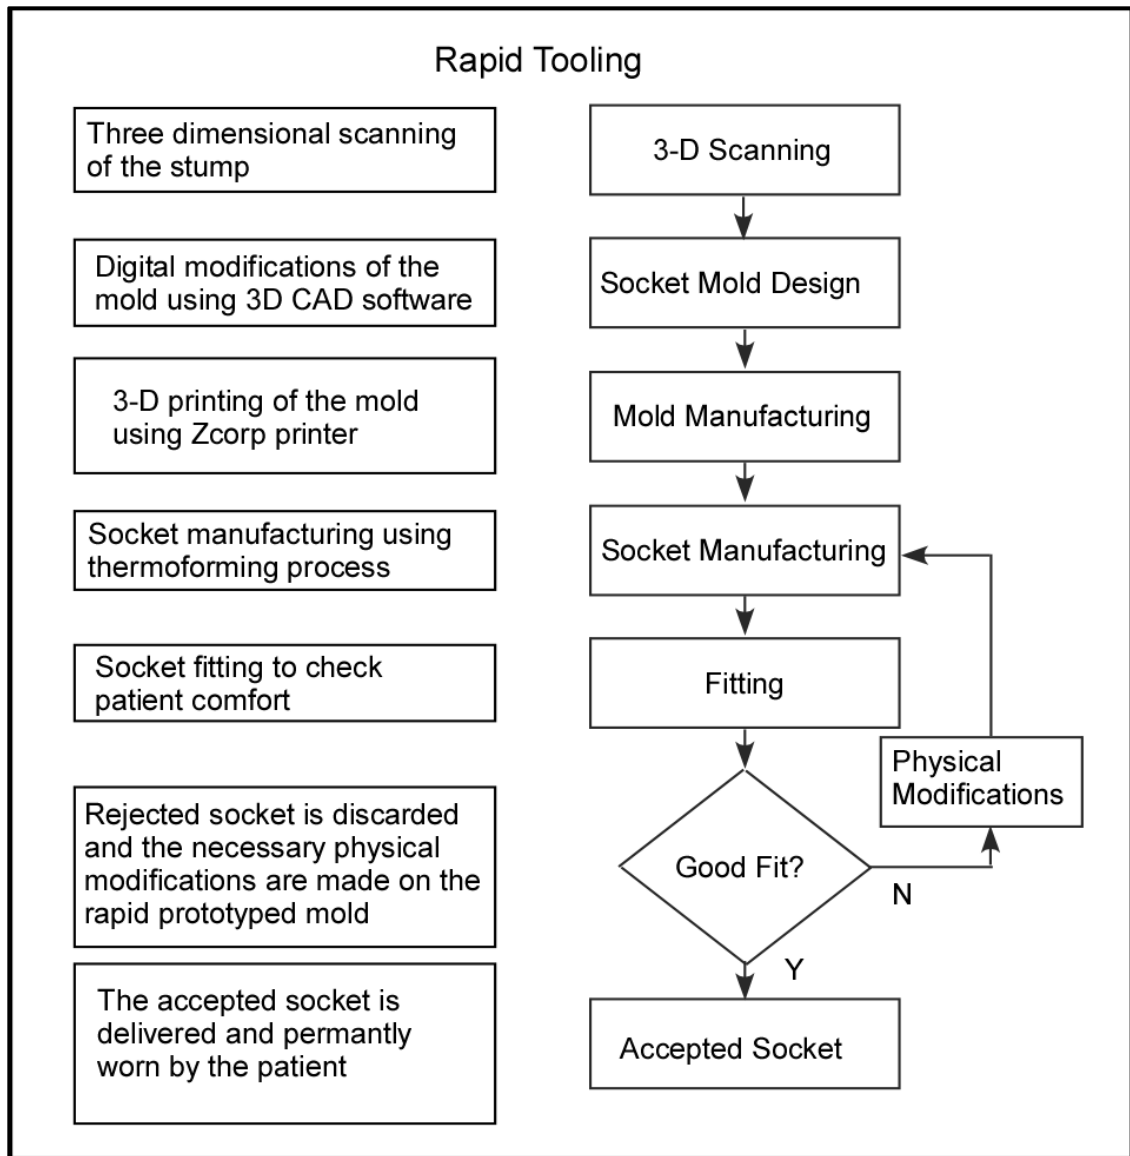 Rapid Tooling
Three dimensional scanning
of the stump
3-D Scanning
Digital modifications of the
mold using 3D CAD software
Socket Mold Design
3-D printing of the mold
using Zcorp printer
Mold Manufacturing
Socket manufacturing using
thermoforming process
Socket Manufacturing
Socket fitting to check
patient comfort
Fitting
Physical
Modifications
Rejected socket is discarded
and the necessary physical
modifications are made on the
rapid prototyped mold
Good Fit?
N
Y
The accepted socket is
delivered and permantly
worn by the patient
Accepted Socket